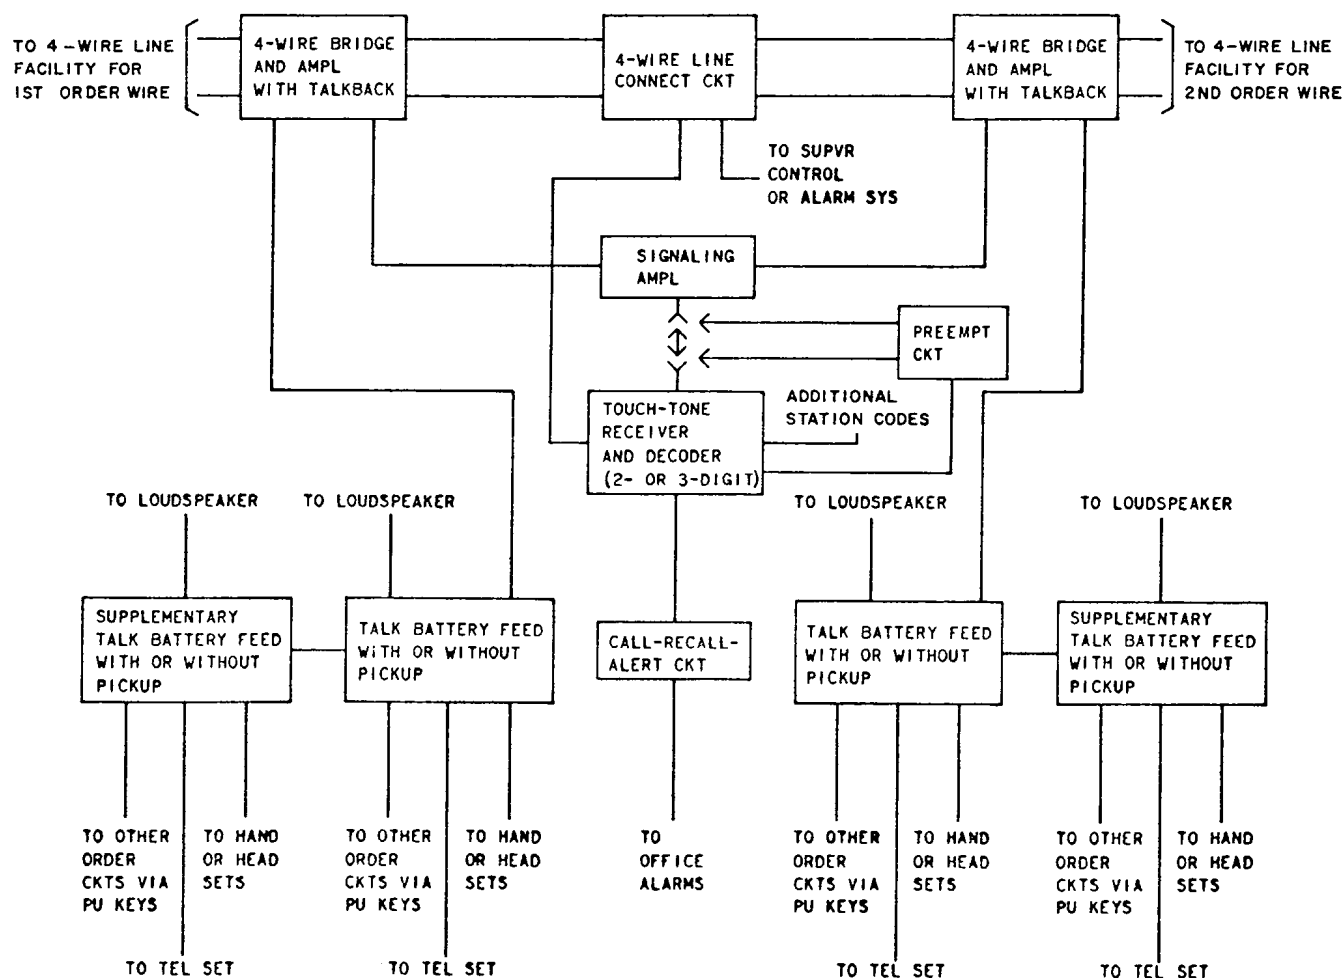 TO 4-WIRE LINE
FACILITY FOR
1ST ORDER WIRE
4-WIRE BRIDGE
AND AMPL
WITH TALKBACK
4-WIRE LINE
CONNECT CKT
4-WIRE BRIDGE
AND AMPL
WITH TALKBACK
TO 4-WIRE LINE
FACILITY FOR
2ND ORDER WIRE
TO SUPVR
CONTROL
OR ALARM SYS
SIGNALING
AMPL
PREEMPT
CKT
TOUCH-TONE
RECEIVER
AND DECODER
(2- OR 3-DIGIT)
ADDITIONAL
STATION CODES
TO LOUDSPEAKER
TO LOUDSPEAKER
TO LOUDSPEAKER
TO LOUDSPEAKER
SUPPLEMENTARY
TALK BATTERY FEED
WITH OR WITHOUT
PICKUP
TALK BATTERY FEED
WITH OR WITHOUT
PICKUP
CALL-RECALL-
ALERT CKT
TALK BATTERY FEED
WITH OR WITHOUT
PICKUP
SUPPLEMENTARY
TALK BATTERY FEED
WITH OR WITHOUT
PICKUP
TO OTHER
ORDER
CKTS VIA
PU KEYS
TO HAND
OR HEAD
SETS
TO OTHER
ORDER
CKTS VIA
PU KEYS
TO HAND
OR HEAD
SETS
TO
OFFICE
ALARMS
TO OTHER
ORDER
CKTS VIA
PU KEYS
TO HAND
OR HEAD
SETS
TO OTHER
ORDER
CKTS VIA
PU KEYS
TO HAND
OR HEAD
SETS
TO TEL SET
TO TEL SET
TO TEL SET
TO TEL SET